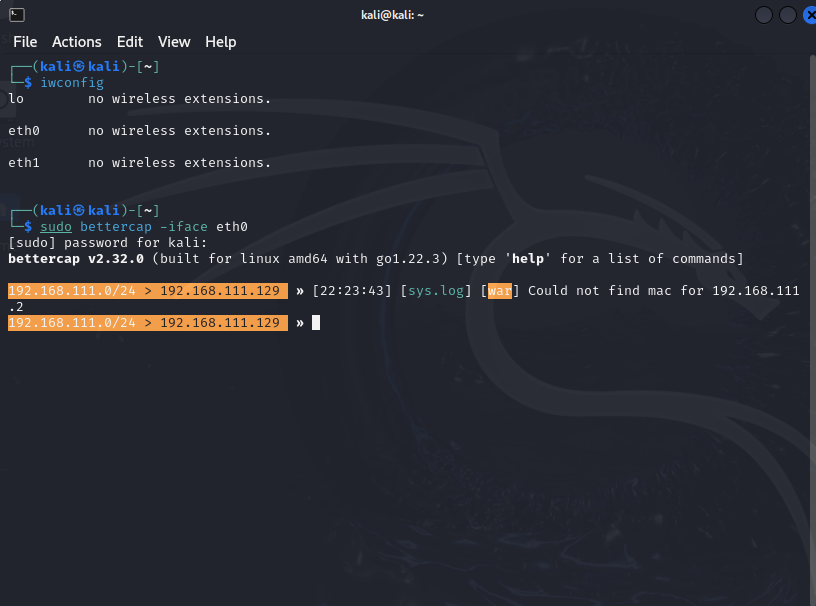 kali@kali: ~
File Actions Edit View Help
┌──(kali㉿kali)-[~]
└─$ iwconfig
lo        no wireless extensions.
eth0      no wireless extensions.
eth1      no wireless extensions.
┌──(kali㉿kali)-[~]
└─$ sudo bettercap -iface eth0
[sudo] password for kali:
bettercap v2.32.0 (built for linux amd64 with go1.22.3) [type 'help' for a list of commands]
192.168.111.0/24 > 192.168.111.129  » [22:23:43] [sys.log] [war] Could not find mac for 192.168.111
.2
192.168.111.0/24 > 192.168.111.129  »